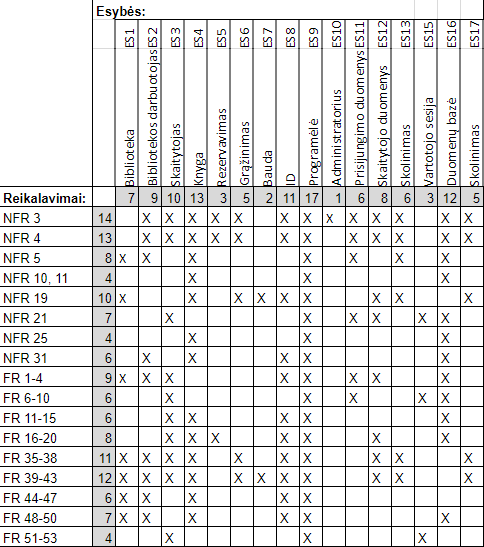 Esybės:
ES1 ES2 ES3 ES4 ES5 ES6 ES7 ES8 ES9 ES10 ES11 ES12 ES13 ES15 ES16 ES17
Biblioteka Bibliotekos darbuotojas Skaitytojas Knyga Rezervavimas Grąžinimas Bauda ID Programėlė Administratorius Prisijungimo duomenys Skaitytojo duomenys Skolinimas Vartotojo sesija Duomenų bazė Skolinimas
Reikalavimai: 7 9 10 13 3 5 2 11 17 1 6 8 6 3 12 5
NFR 3 14 X X X X X X X X X X X X X
NFR 4 13 X X X X X X X X X X X X
NFR 5 8 X X X X X X X
NFR 10, 11 4 X X X
NFR 19 10 X X X X X X X X X
NFR 21 7 X X X X X X
NFR 25 4 X X X
NFR 31 6 X X X X X
FR 1-4 9 X X X X X X X X
FR 6-10 6 X X X X X
FR 11-15 6 X X X X X
FR 16-20 8 X X X X X X X
FR 35-38 11 X X X X X X X X X X
FR 39-43 12 X X X X X X X X X X X
FR 44-47 6 X X X X X
FR 48-50 7 X X X X X X
FR 51-53 4 X X X